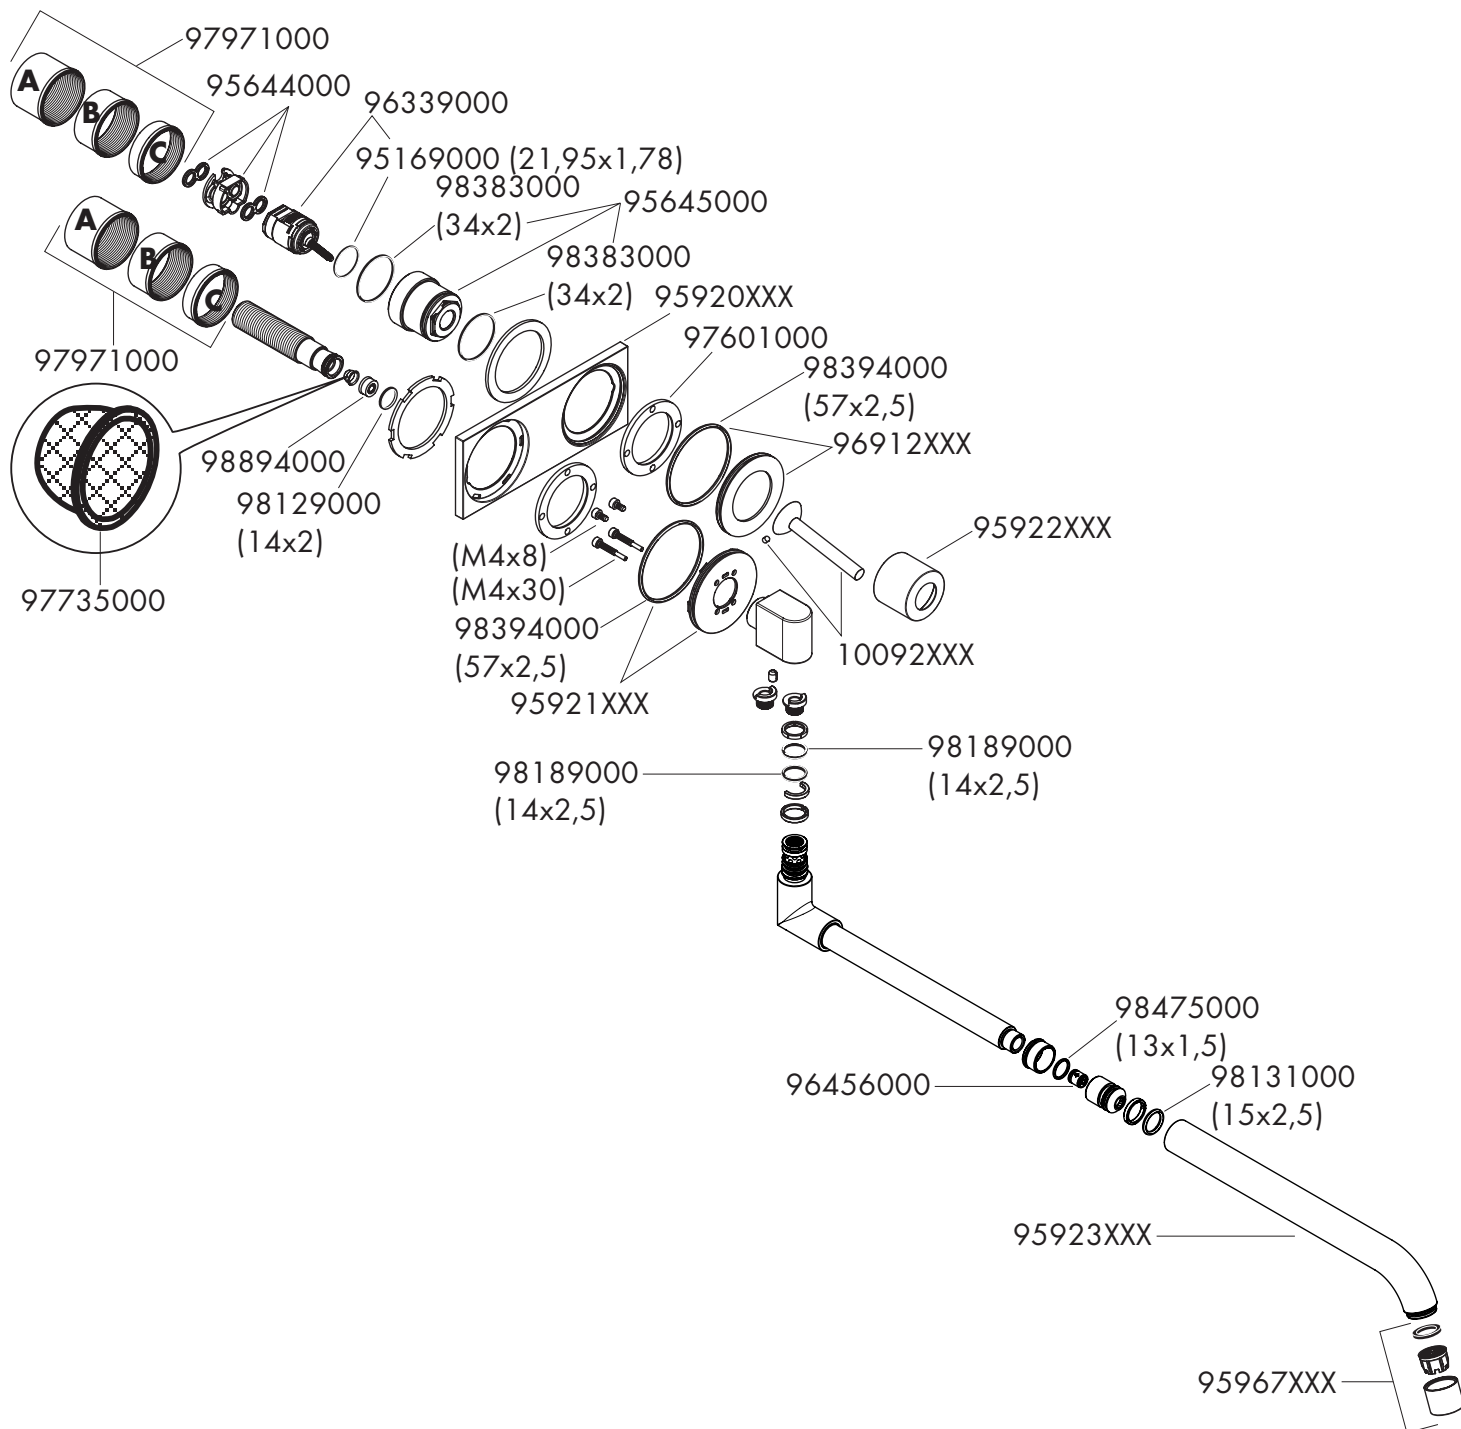 97971000
A
95644000
96339000
B
C
95169000 (21,95x1,78)
98383000
(34x2)
95645000
A
98383000
(34x2)
B
95920XXX
C
97601000
97971000
98394000
(57x2,5)
96912XXX
98894000
98129000
(14x2)
95922XXX
(M4x8)
(M4x30)
97735000
98394000
(57x2,5)
10092XXX
95921XXX
98189000
(14x2,5)
98189000
(14x2,5)
98475000
(13x1,5)
96456000
98131000
(15x2,5)
95923XXX
95967XXX